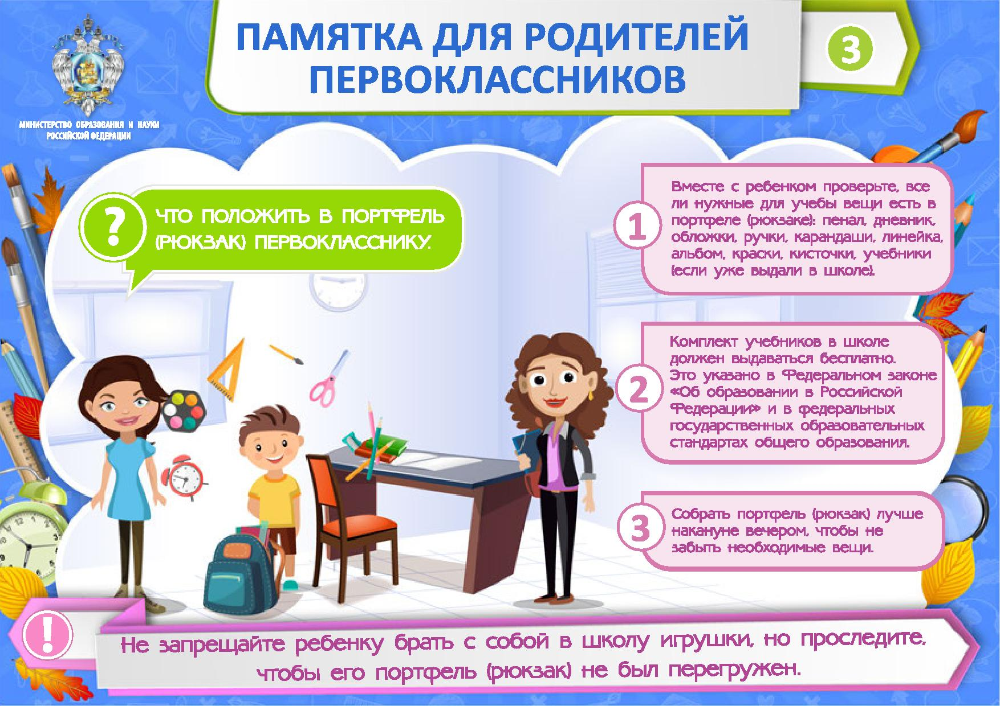 МИНИСТЕРСТВО ОБРАЗОВАНИЯ И НАУКИ
РОССИЙСКОЙ ФЕДЕРАЦИИ
ПАМЯТКА ДЛЯ РОДИТЕЛЕЙ
ПЕРВОКЛАССНИКОВ
3
?
ЧТО ПОЛОЖИТЬ В ПОРТФЕЛЬ
(РЮКЗАК) ПЕРВОКЛАССНИКУ.
1
Вместе с ребенком проверьте, все
ли нужные для учебы вещи есть в
портфеле (рюкзаке): пенал, дневник,
обложки, ручки, карандаши, линейка,
альбом, краски, кисточки, учебники
(если уже выдали в школе).
2
Комплект учебников в школе
должен выдаваться бесплатно.
Это указано в Федеральном законе
«Об образовании в Российской
Федерации» и в федеральных
государственных образовательных
стандартах общего образования.
3
Собрать портфель (рюкзак) лучше
накануне вечером, чтобы не
забыть необходимые вещи.
!
Не запрещайте ребенку брать с собой в школу игрушки, но проследите,
чтобы его портфель (рюкзак) не был перегружен.